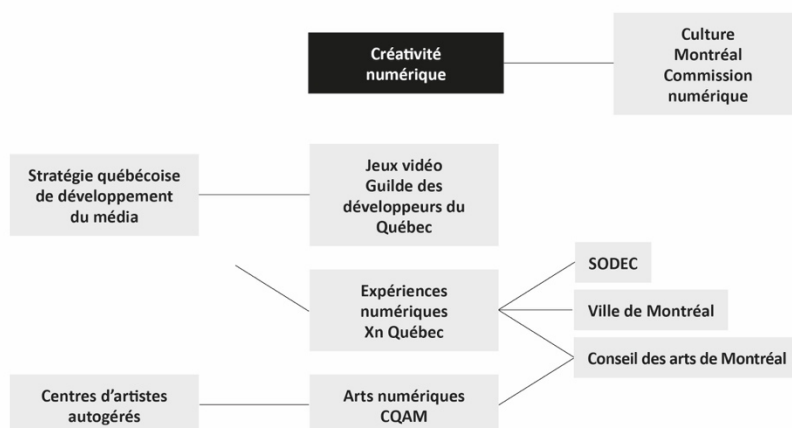 Créativité
numérique
Culture
Montréal
Commission
numérique
Stratégie québécoise
de développement
du média
Jeux vidéo
Guilde des
développeurs du
Québec
Expériences
numériques
Xn Québec
SODEC
Ville de Montréal
Conseil des arts de Montréal
Centres d’artistes
autogérés
Arts numériques
CQAM